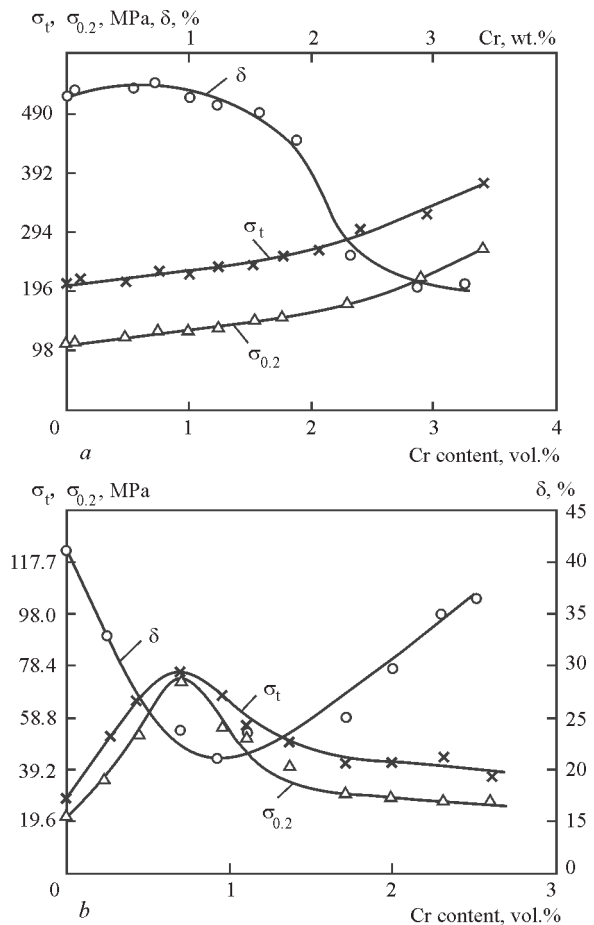 σt, σ0.2, MPa, δ, %
1 2 3 Cr, wt.%
δ
490
392
σt
294
196
98
σ0.2
0 1 2 3 4
a Cr content, vol.%
σt, σ0.2, MPa δ, %
45
117.7 40
δ
98.0 35
78.4 30
σt
58.8 25
39.2 20
19.6 σ0.2 15
0
0 1 2 3
b Cr content, vol.%